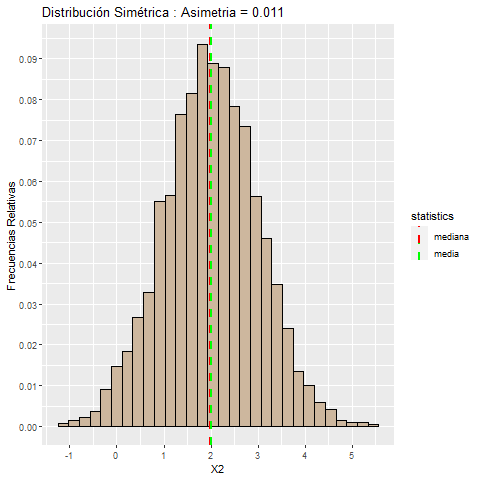 Distribución Simétrica : Asimetria = 0.011
Frecuencias Relativas
0.09
0.08
0.07
0.06
0.05
0.04
0.03
0.02
0.01
0.00
-1 0 1 2 3 4 5
X2
statistics
mediana
media